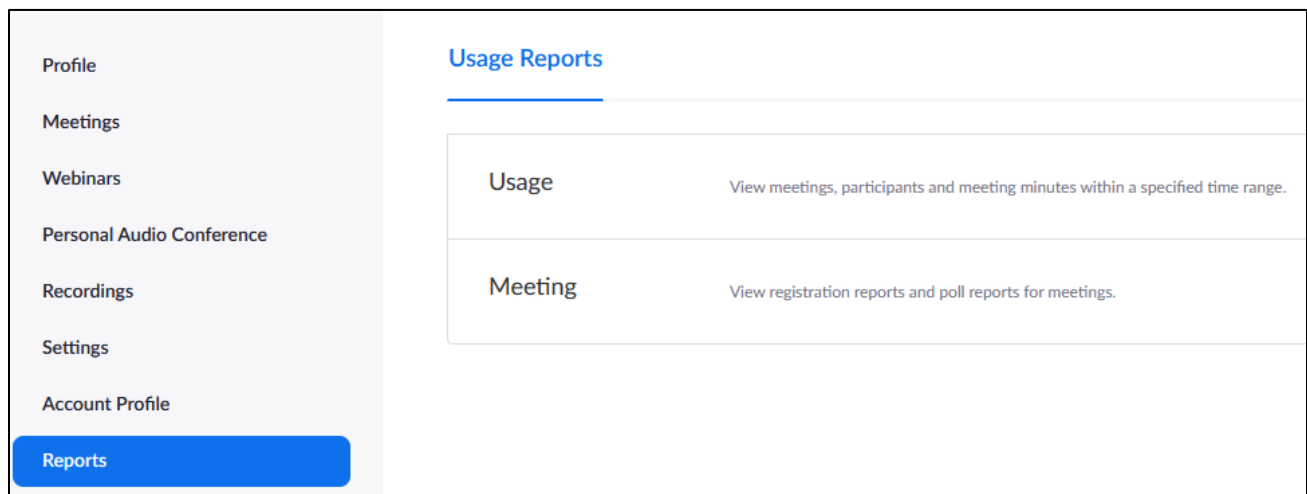 Profile
Meetings
Webinars
Personal Audio Conference
Recordings
Settings
Account Profile
Reports
Usage Reports
Usage
View meetings, participants and meeting minutes within a specified time range.
Meeting
View registration reports and poll reports for meetings.